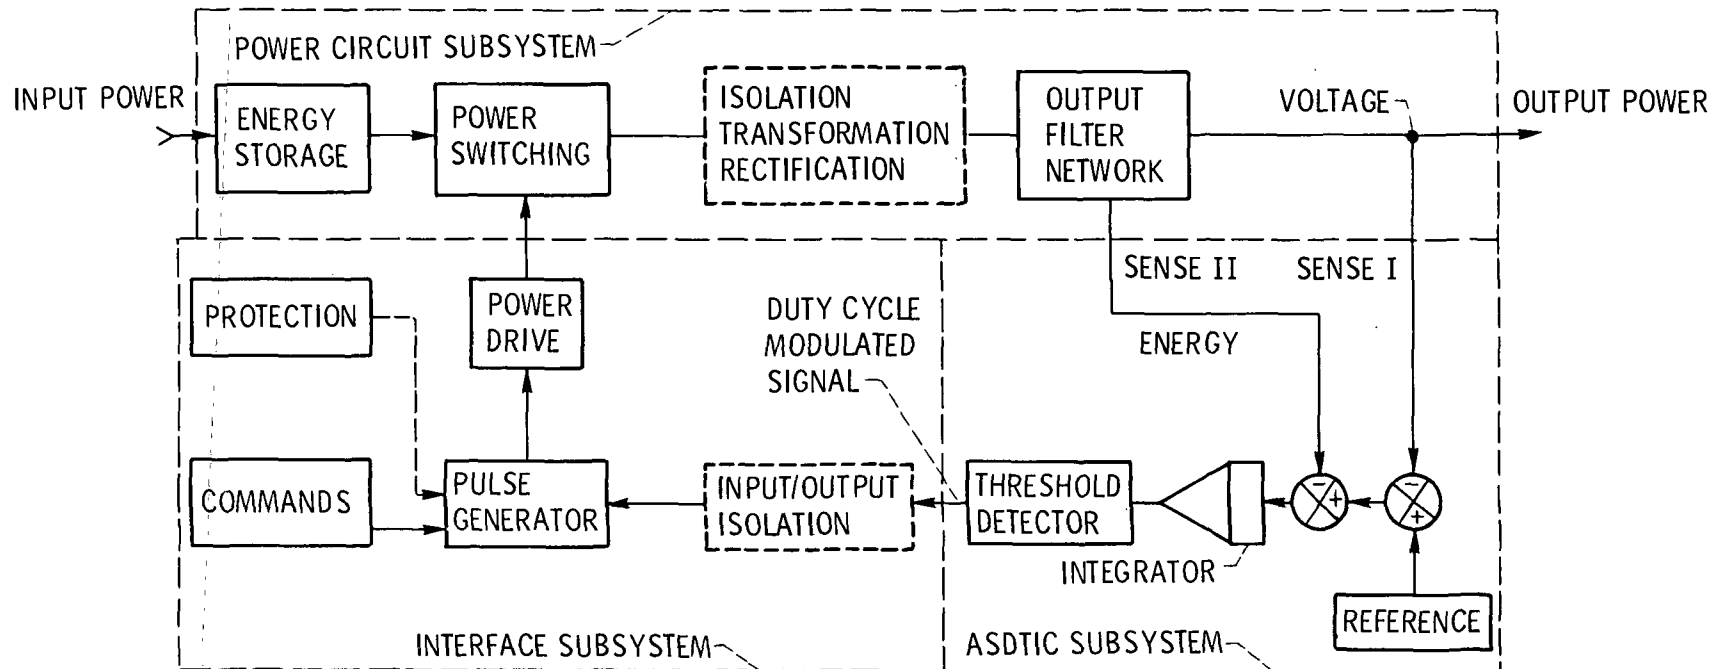 POWER CIRCUIT SUBSYSTEM
INPUT POWER
ENERGY
STORAGE
POWER
SWITCHING
ISOLATION
TRANSFORMATION
RECTIFICATION
OUTPUT
FILTER
NETWORK
VOLTAGE
OUTPUT POWER
SENSE II
SENSE I
ENERGY
PROTECTION
POWER
DRIVE
DUTY CYCLE
MODULATED
SIGNAL
COMMANDS
PULSE
GENERATOR
INPUT/OUTPUT
ISOLATION
THRESHOLD
DETECTOR
INTEGRATOR
- +
- +
REFERENCE
INTERFACE SUBSYSTEM
ASDTIC SUBSYSTEM